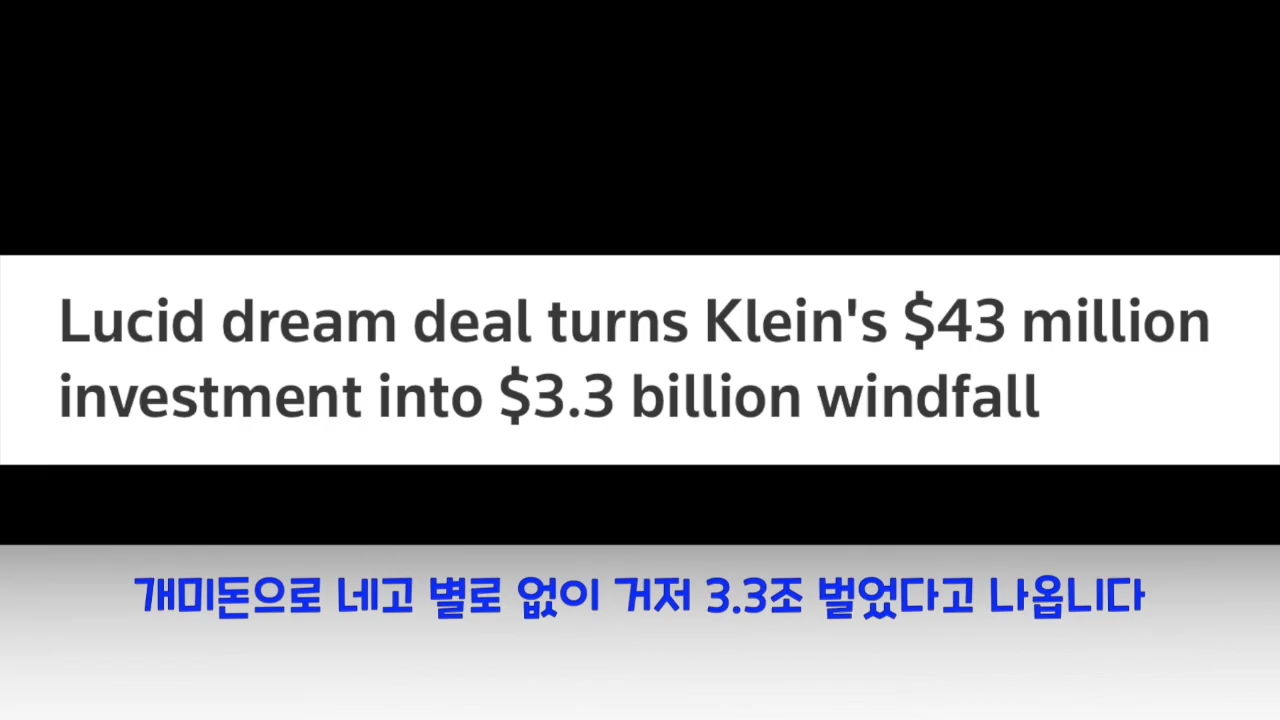 Lucid dream deal turns Klein's $43 million
investment into $3.3 billion windfall
개미돈으로 네고 별로 없이 거저 3.3조 벌었다고 나옵니다